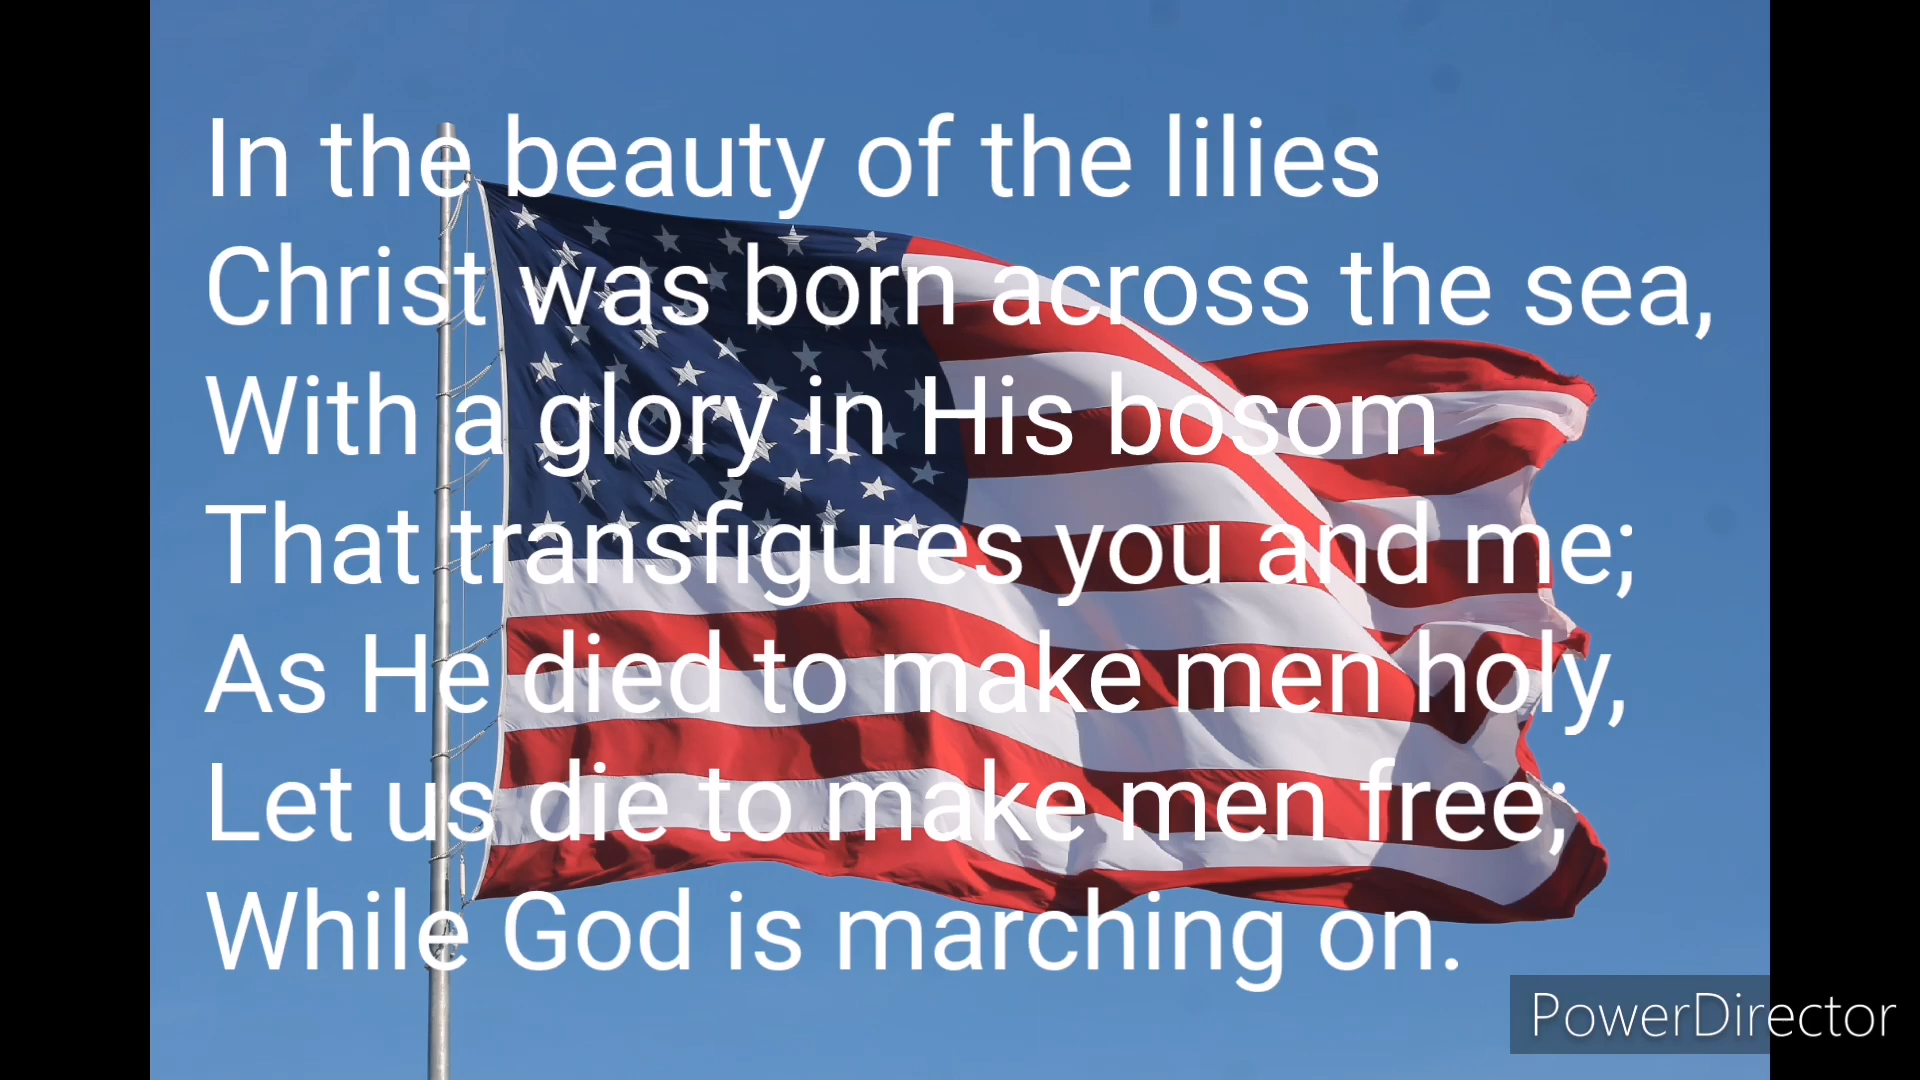 In the beauty of the lilies
Christ was born across the sea,
With a glory in His bosom
That transfigures you and me;
As He died to make men holy,
Let us die to make men free;
While God is marching on.
PowerDirector